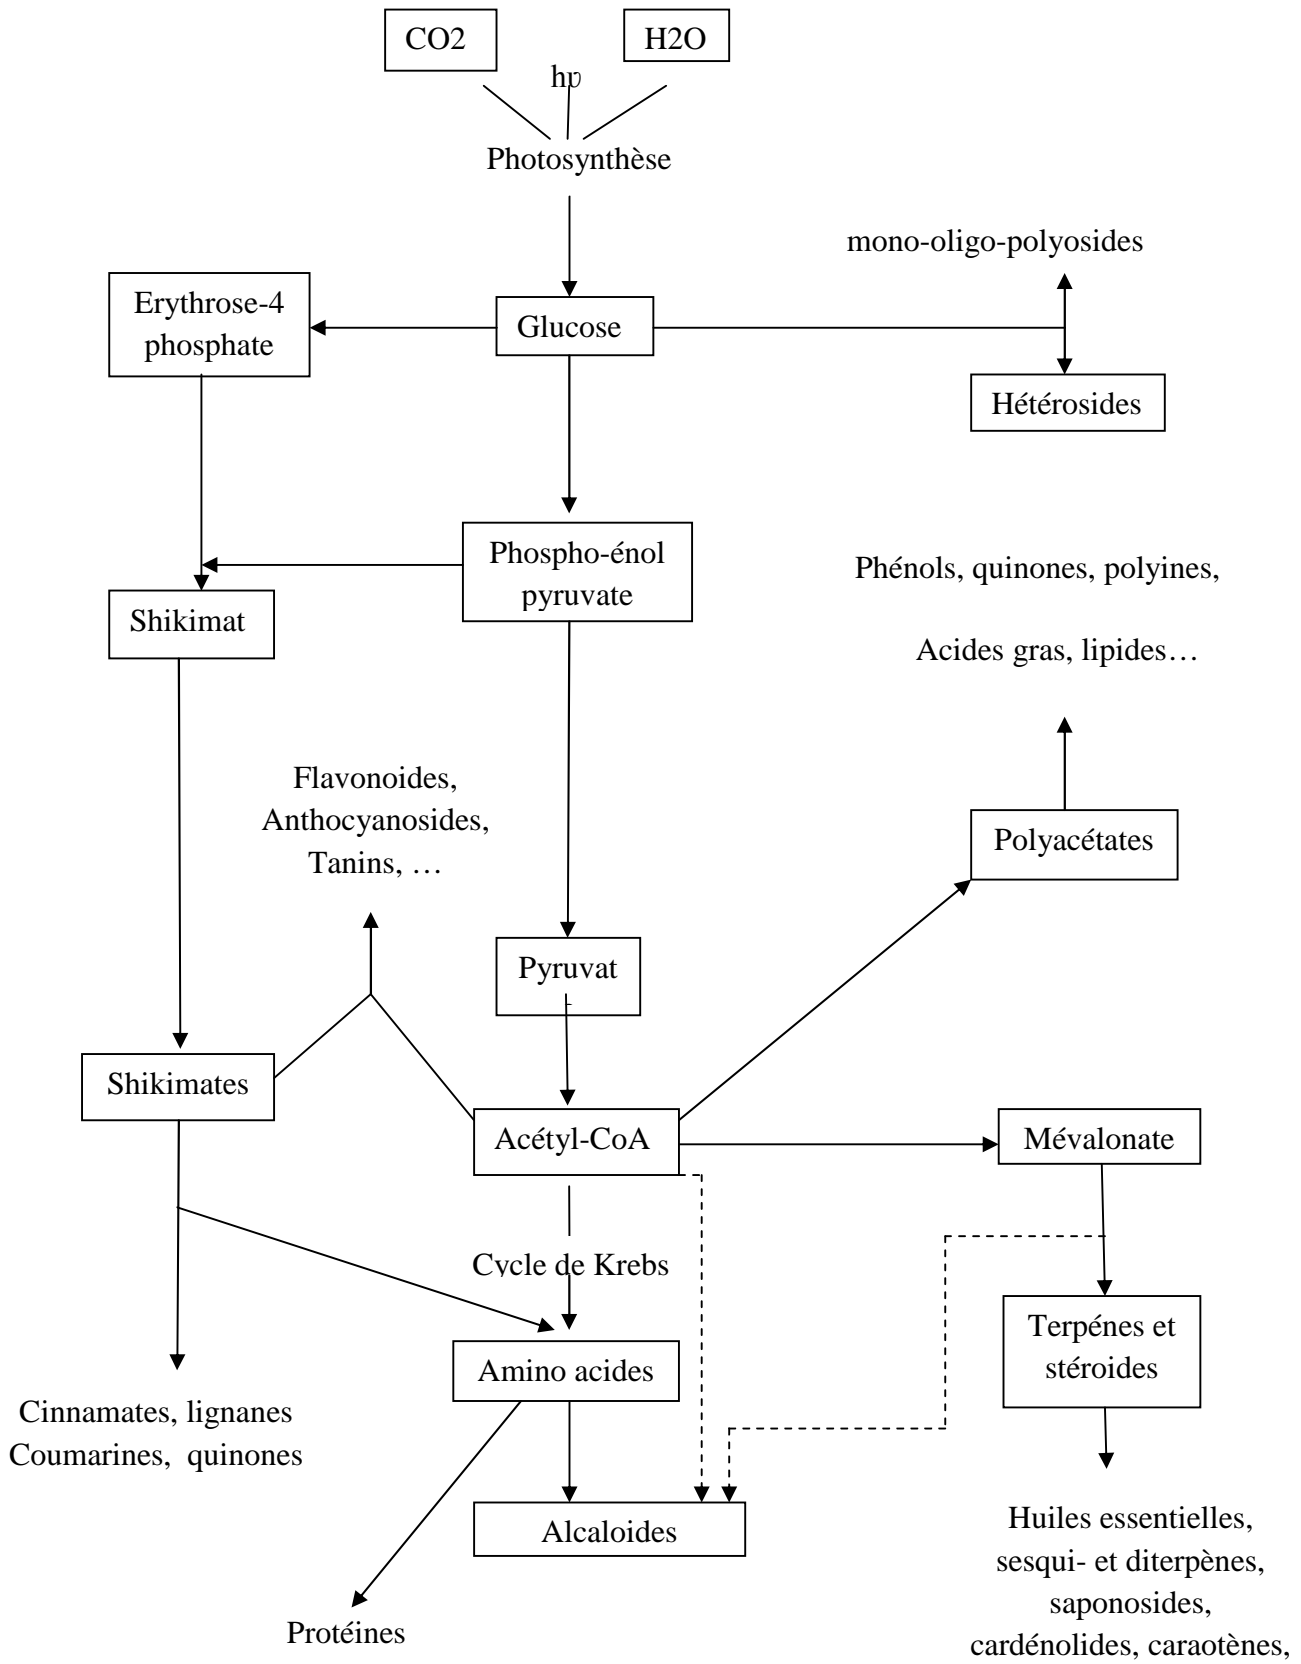 CO2
H2O
hʋ
Photosynthèse
mono-oligo-polyosides
Erythrose-4
phosphate
Glucose
Hétérosides
Phospho-énol
pyruvate
Phénols, quinones, polyines,
Shikimat
Acides gras, lipides…
Flavonoides,
Anthocyanosides,
Tanins, …
Polyacétates
Pyruvat
Shikimates
Acétyl-CoA
Mévalonate
Cycle de Krebs
Terpénes et
stéroides
Amino acides
Cinnamates, lignanes
Coumarines, quinones
Alcaloides
Huiles essentielles,
sesqui- et diterpènes,
saponosides,
cardénolides, caraotènes,
Protéines